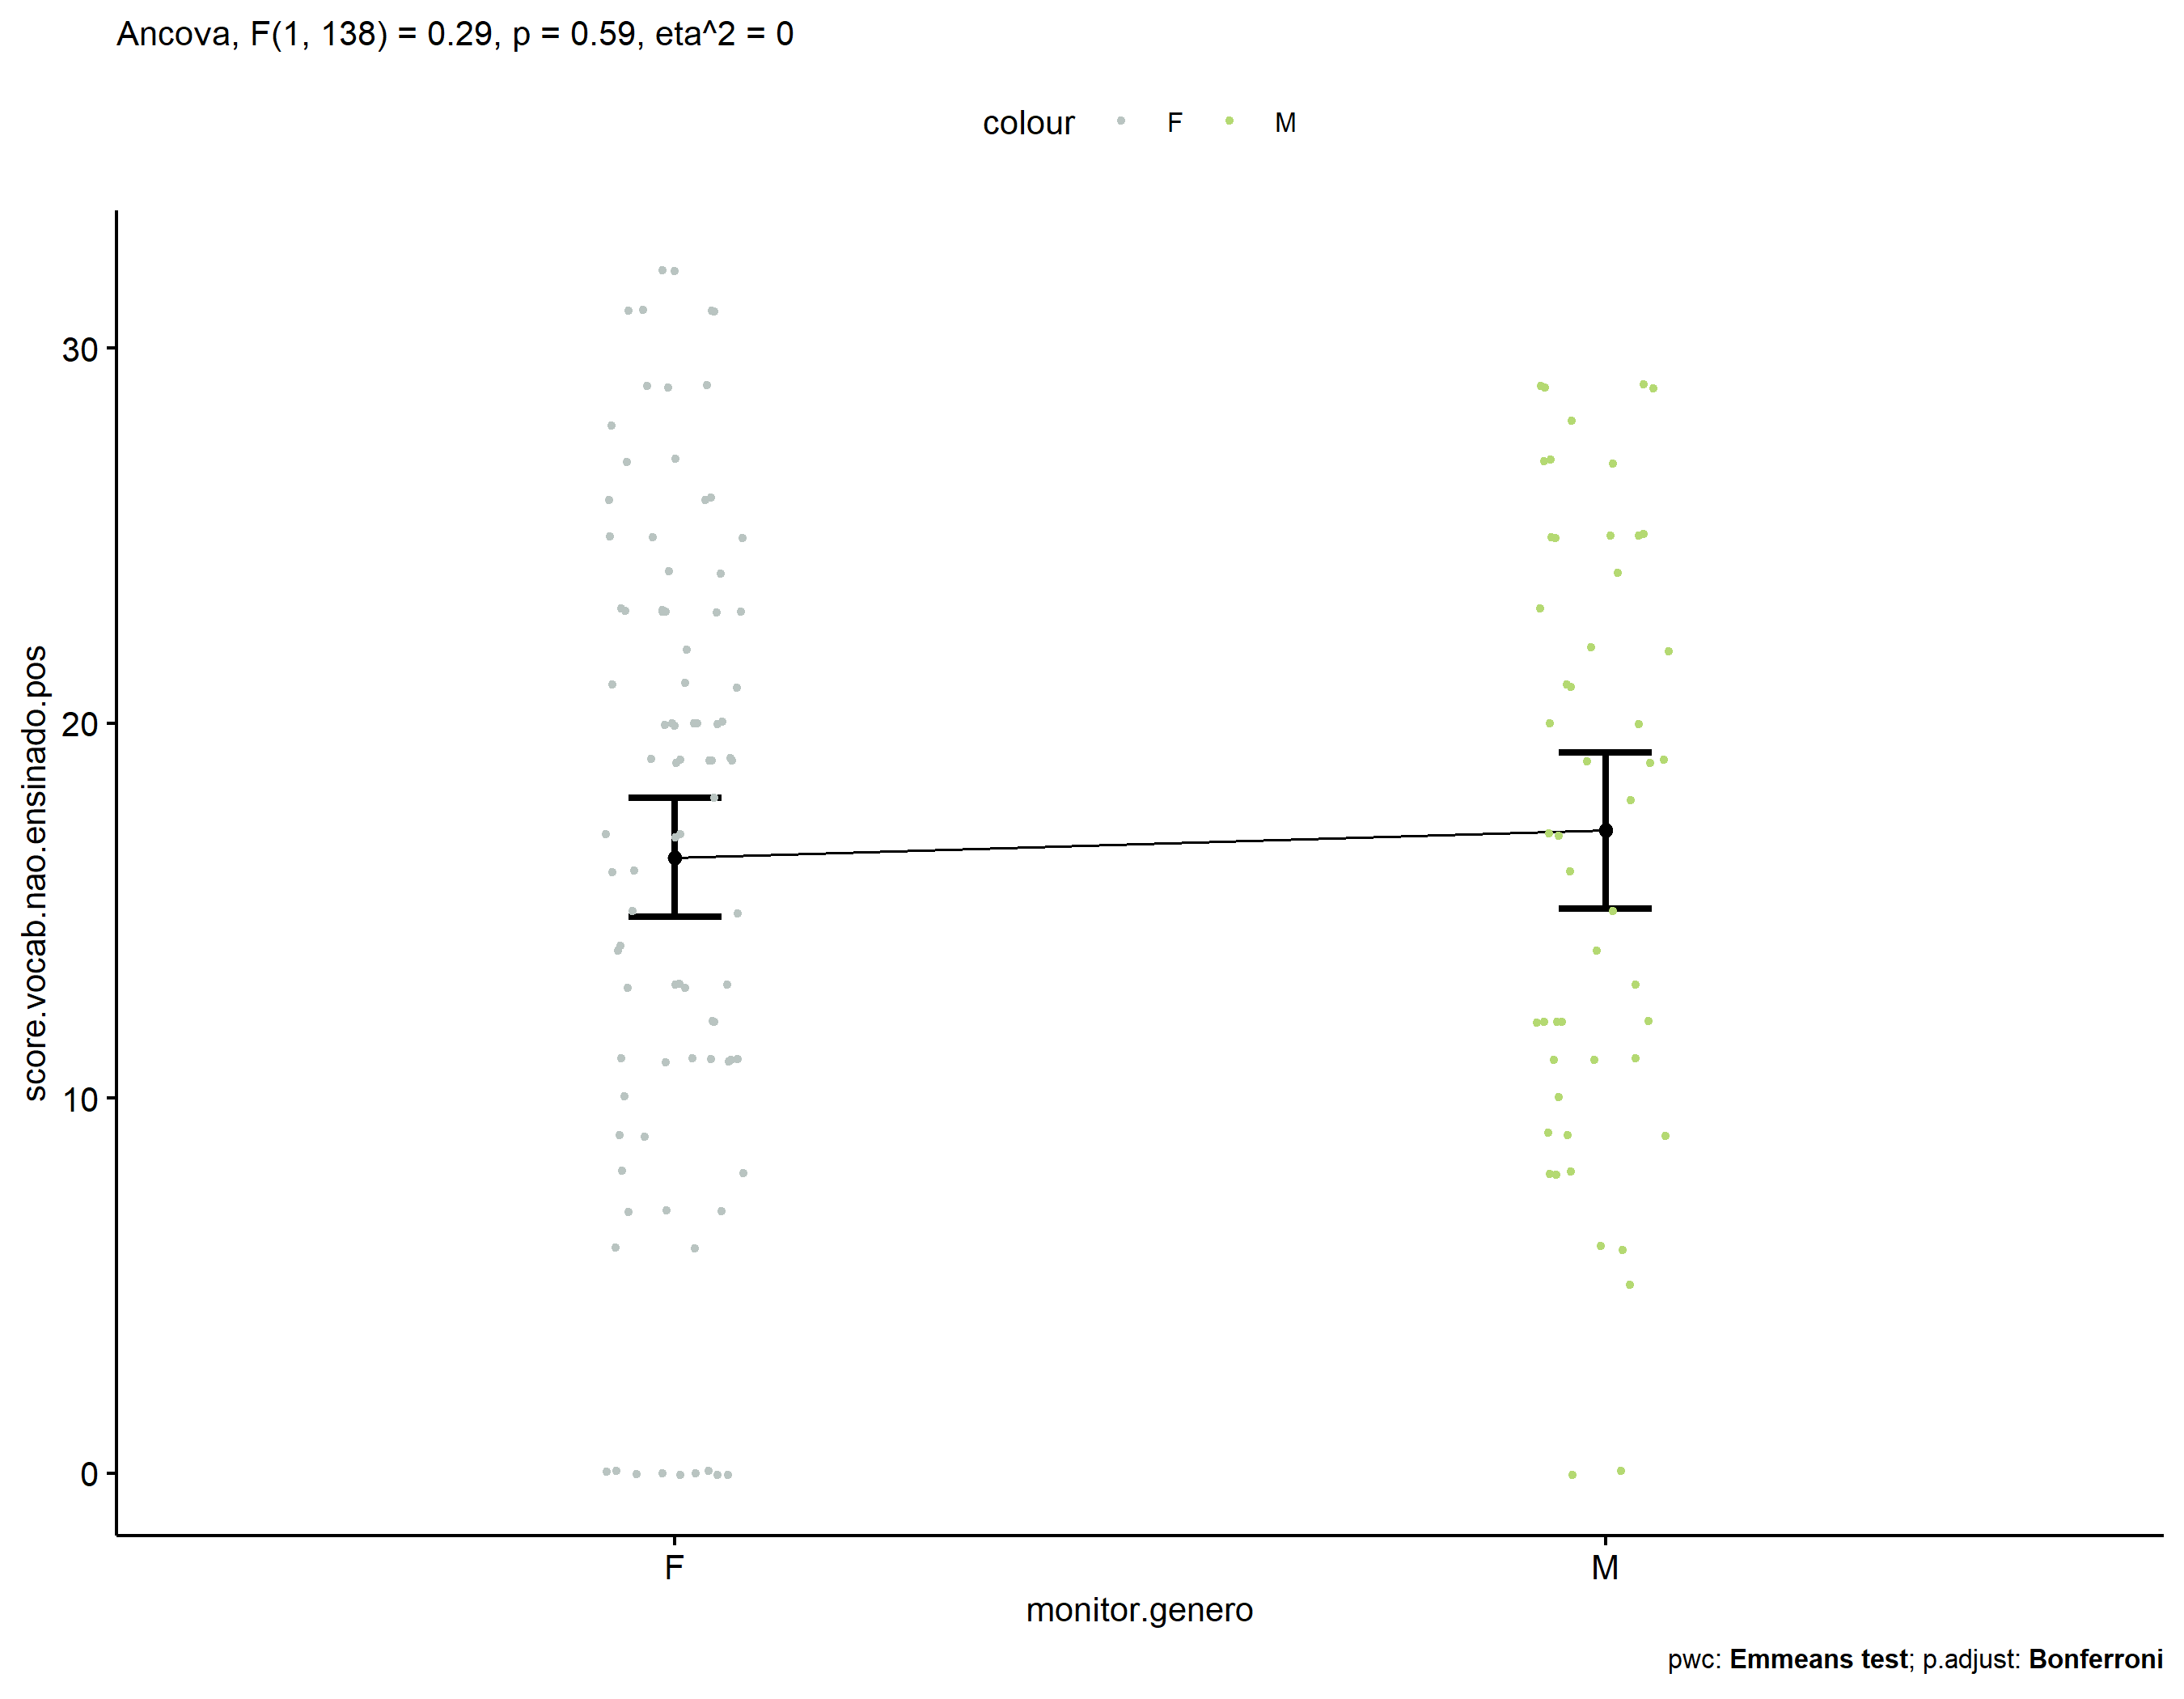 Ancova, F(1, 138) = 0.29, p = 0.59, eta^2 = 0
colour F M
score.vocab.nao.ensinado.pos
30
20
10
0
F M
monitor.genero
pwc: Emmeans test; p.adjust: Bonferroni